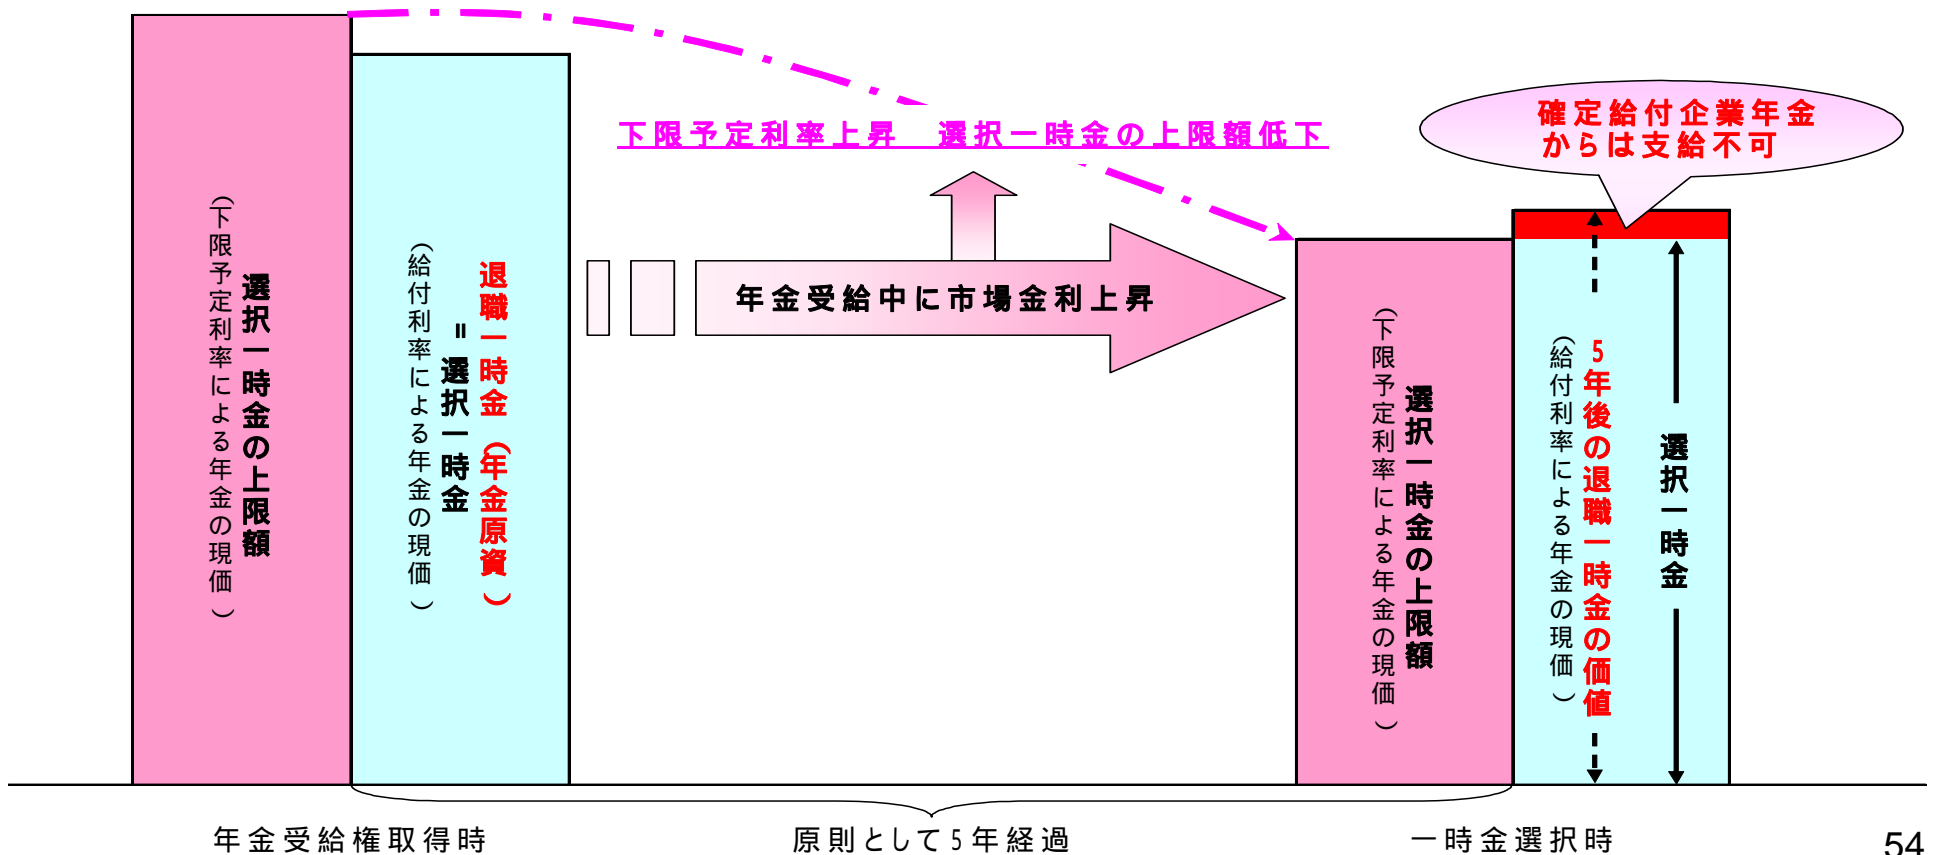 下限予定利率上昇　選択一時金の上限額低下
確定給付企業年金
からは支給不可
選択一時金の上限額
（下限予定利率による年金の現価）
退職一時金（年金原資）
＝選択一時金
（給付利率による年金の現価）
年金受給中に市場金利上昇
選択一時金の上限額
（下限予定利率による年金の現価）
選択一時金
5年後の退職一時金の価値
（給付利率による年金の現価）
年金受給権取得時
原則として5年経過
一時金選択時
54